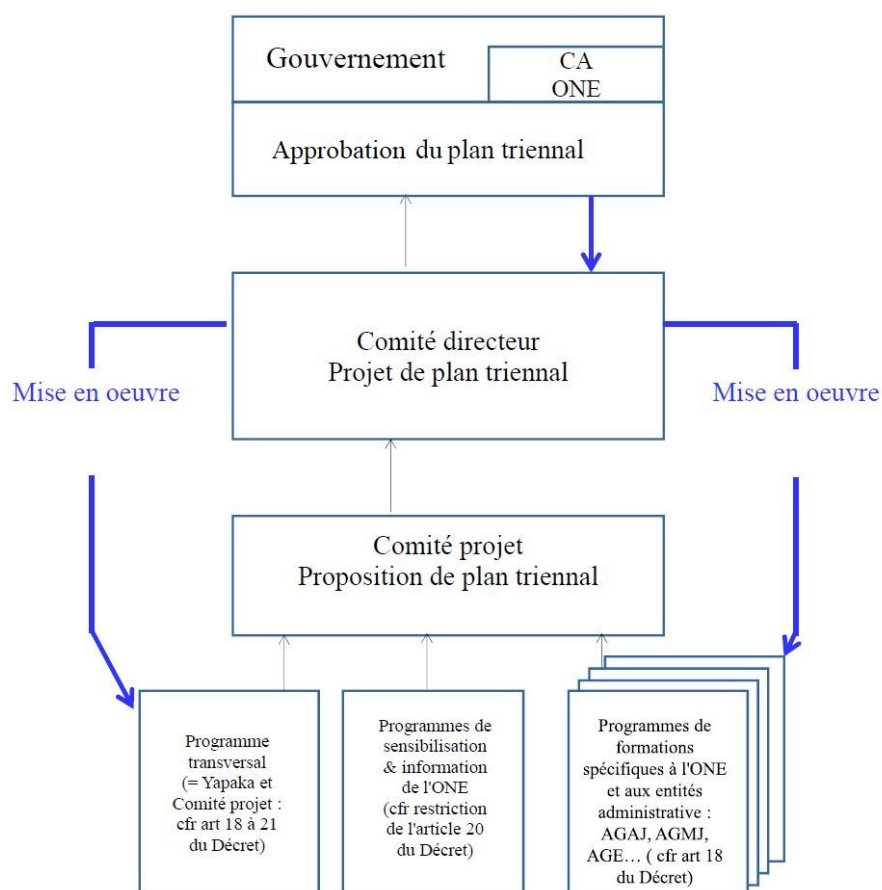 Gouvernement
CA
ONE
Approbation du plan triennal
Comité directeur
Projet de plan triennal
Mise en oeuvre
Mise en oeuvre
Comité projet
Proposition de plan triennal
Programme
transversal
(= Yapaka et
Comité projet :
cfr art 18 à 21
du Décret)
Programmes de
sensibilisation
& information
de l'ONE
(cfr restriction
de l'article 20
du Décret)
Programmes de
formations
spécifiques à l'ONE
et aux entités
administrative :
AGAJ, AGMJ,
AGE… ( cfr art 18
du Décret)